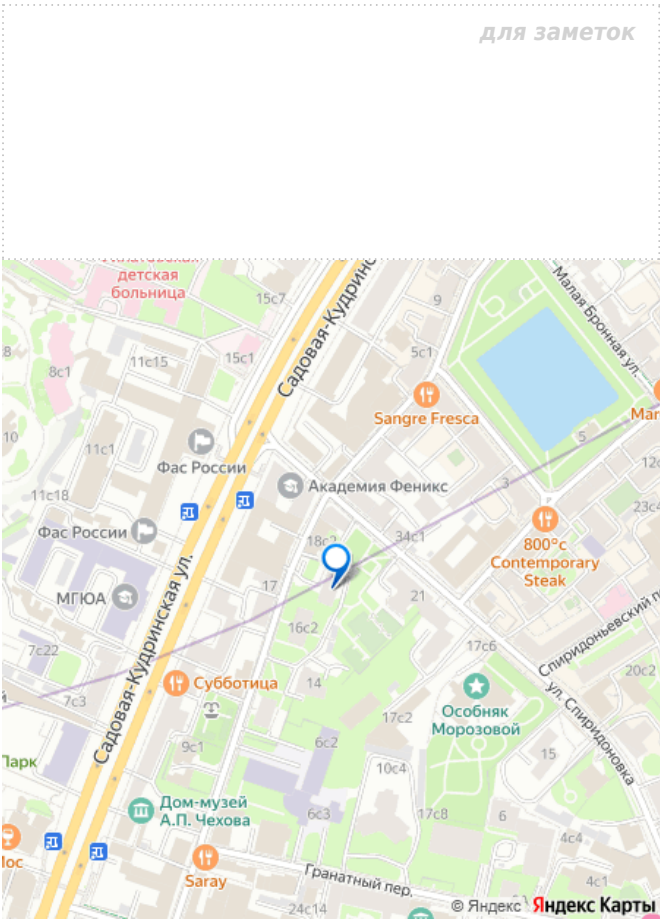 для заметок
детская
больница
15с7
Садовая-Кудринс
9
Малая Бронная ул.
8
8с1
11с15
15с1
5с1
Sangre Fresca
Mar
10
11с1
Фас России
5
12с
11с18
Академия Феникс
3
23с4
Фас России
18с2
34с1
800°c
Contemporary
Steak
МГЮА
17
21
Садовая-Кудринская ул.
16с2
7с22
17с6
Спиридоньевский п
20с2
7с3
Субботица
14
Особняк
Морозовой
ул. Спиридоновка
17с2
9с1
6с2
15
Парк
10с4
Дом-музей
А.П. Чехова
6с3
17с8
6
4с4
Saray
Гранатный пер.
4с1
24с14
© Яндекс Яндекс Карты